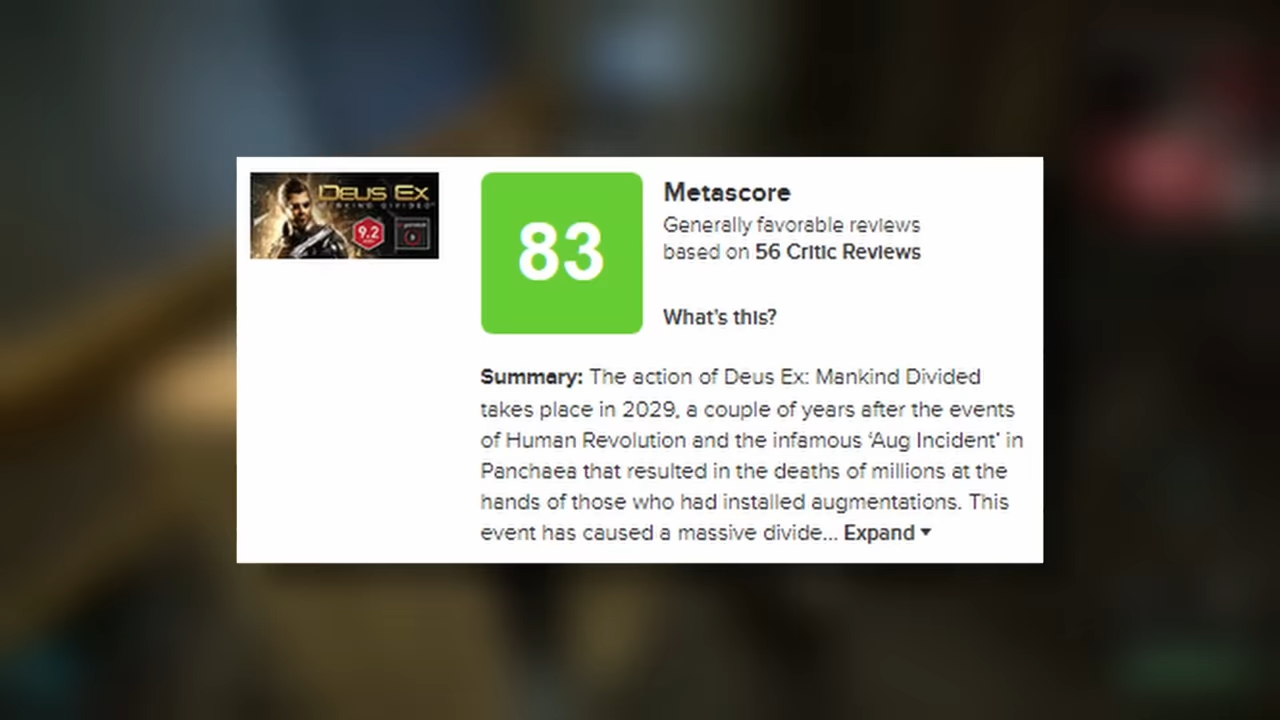 DEUS EX
MANKIND DIVIDED
9.2
83
Metascore
Generally favorable reviews
based on 56 Critic Reviews
What's this?
Summary: The action of Deus Ex: Mankind Divided
takes place in 2029, a couple of years after the events
of Human Revolution and the infamous ‘Aug Incident’ in
Panchaea that resulted in the deaths of millions at the
hands of those who had installed augmentations. This
event has caused a massive divide... Expand